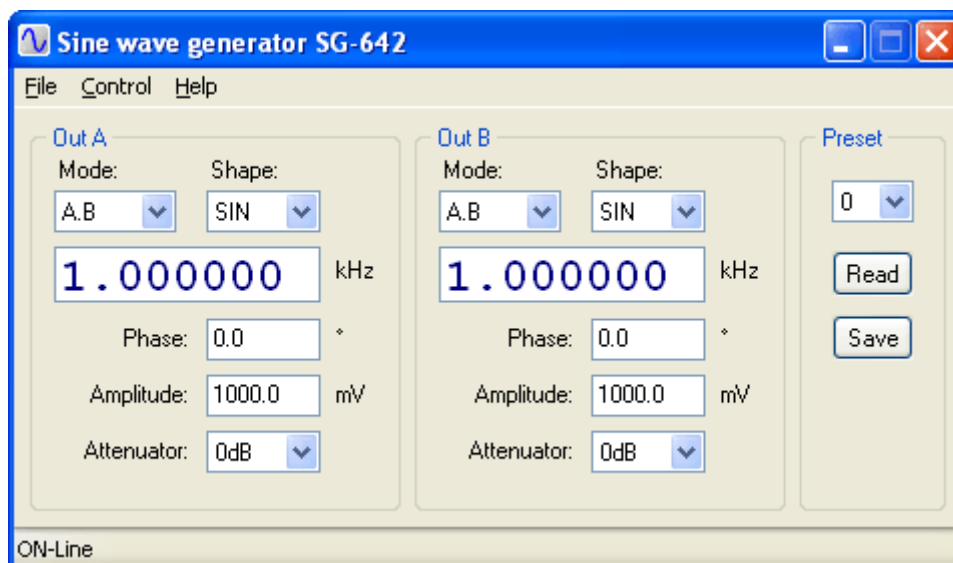 Sine wave generator SG-642
File Control Help
Out A
Mode: Shape:
A.B SIN
1.000000 kHz
Phase: 0.0 °
Amplitude: 1000.0 mV
Attenuator: 0dB
Out B
Mode: Shape:
A.B SIN
1.000000 kHz
Phase: 0.0 °
Amplitude: 1000.0 mV
Attenuator: 0dB
Preset
0
Read
Save
ON-Line